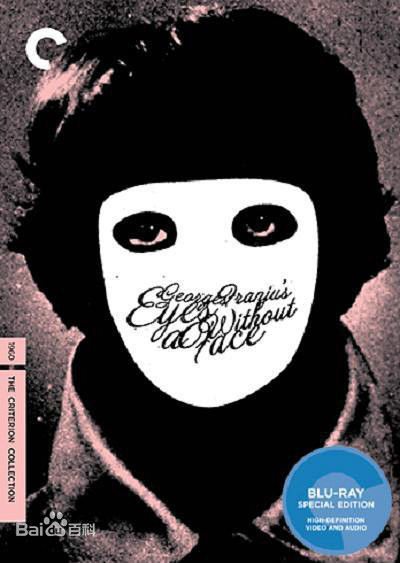 Georges Franju's
Eyes Without
a Face
1960
THE CRITERION COLLECTION
BLU-RAY
SPECIAL EDITION
HIGH-DEFINITION
VIDEO AND AUDIO
Bai百科